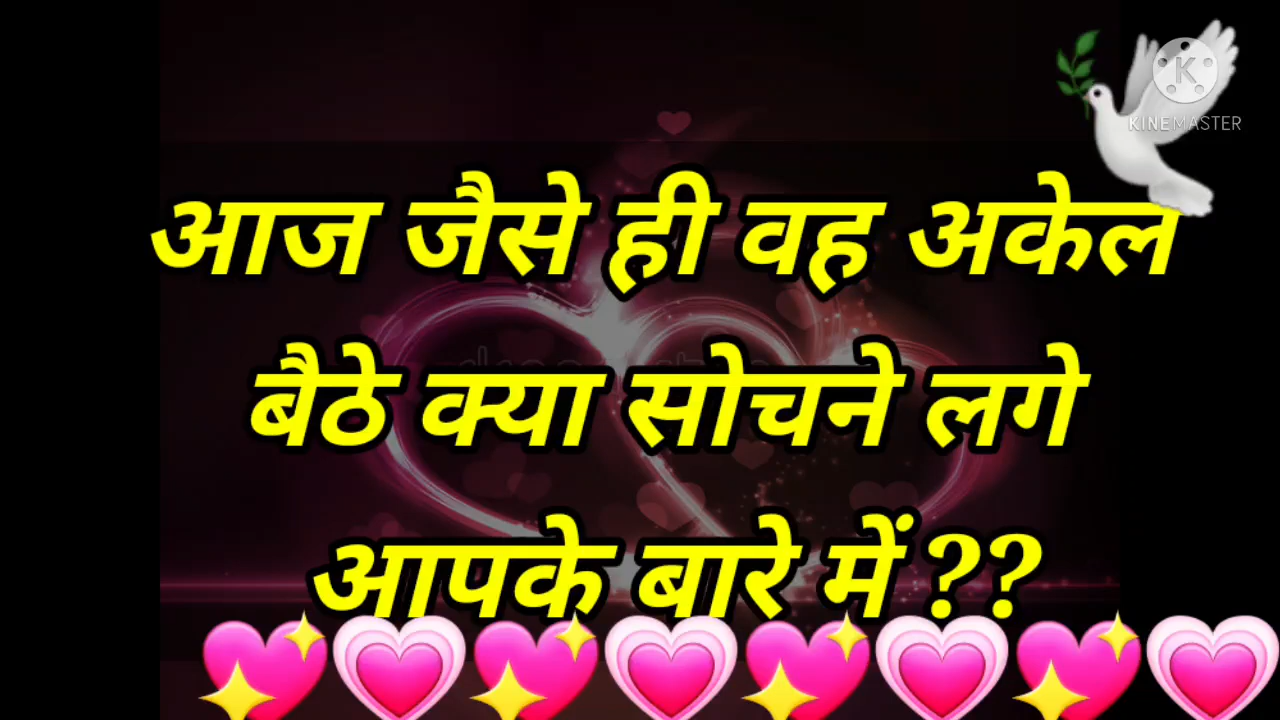 KINEMASTER
आज जैसे ही वह अकेल
बैठे क्या सोचने लगे
आपके बारे में ??